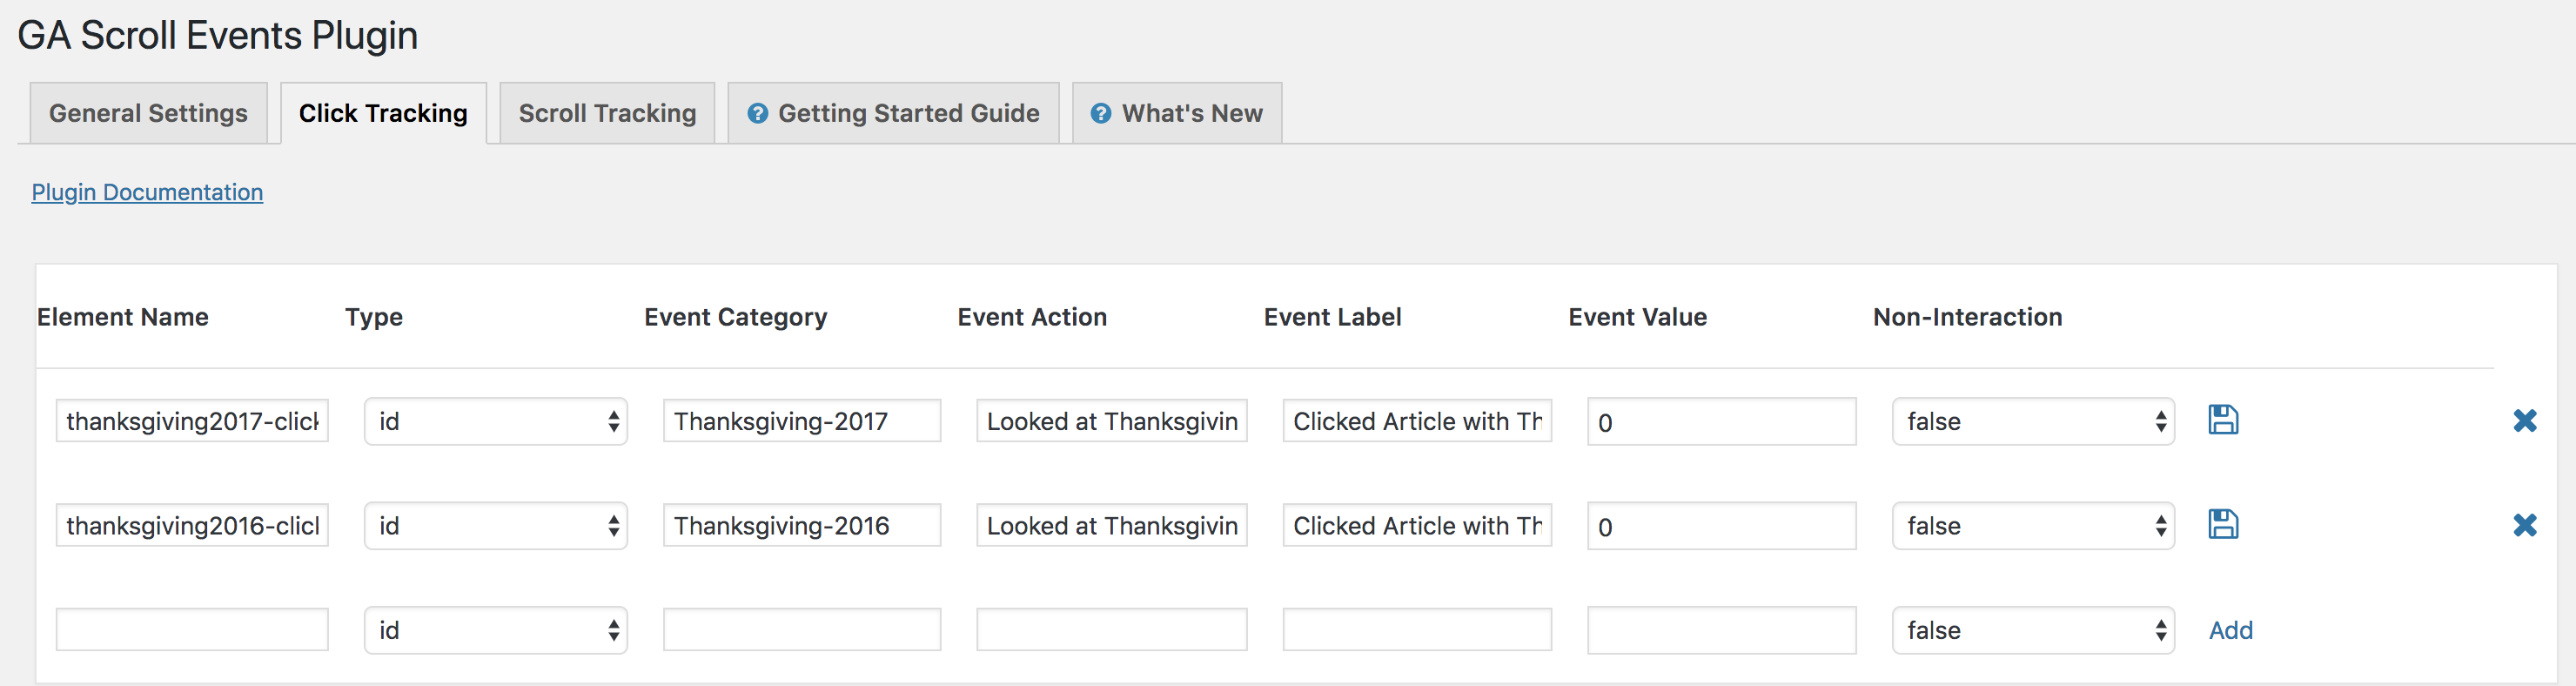 GA Scroll Events Plugin
General Settings Click Tracking Scroll Tracking ? Getting Started Guide ? What's New
Plugin Documentation
Element Name Type Event Category Event Action Event Label Event Value Non-Interaction
thanksgiving2017-click id Thanksgiving-2017 Looked at Thanksgivin Clicked Article with Th 0 false
thanksgiving2016-clicl id Thanksgiving-2016 Looked at Thanksgivin Clicked Article with Th 0 false
id false Add